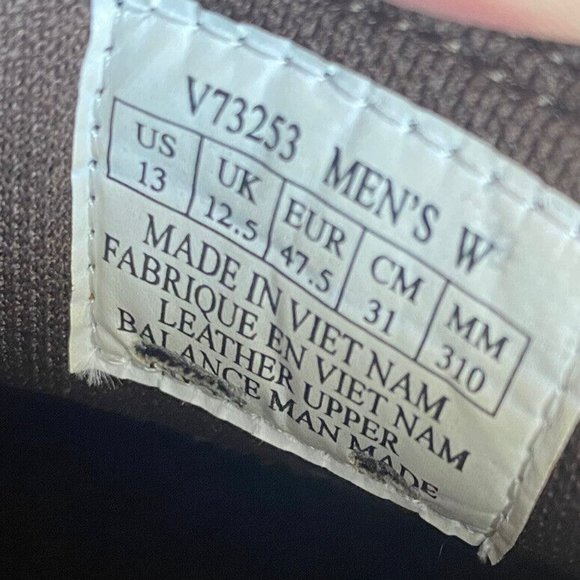 V73253 MEN'S W
US UK EUR CM MM
13 12.5 47.5 31 310
MADE IN VIET NAM
FABRIQUE EN VIET NAM
LEATHER UPPER
BALANCE MAN MADE